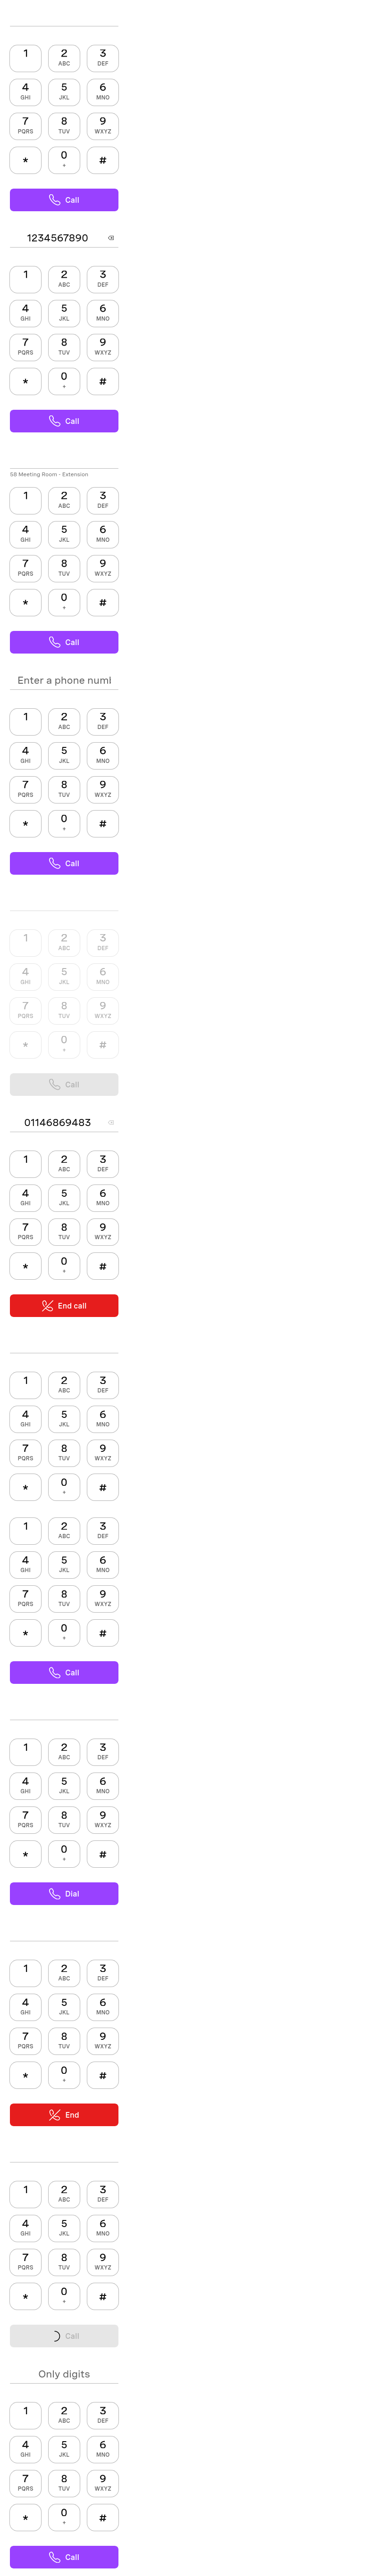 1 2 3
ABC DEF
4 5 6
GHI JKL MNO
7 8 9
PQRS TUV WXYZ
* 0 #
+
Call
1234567890
1 2 3
ABC DEF
4 5 6
GHI JKL MNO
7 8 9
PQRS TUV WXYZ
* 0 #
+
Call
58 Meeting Room - Extension
1 2 3
ABC DEF
4 5 6
GHI JKL MNO
7 8 9
PQRS TUV WXYZ
* 0 #
+
Call
Enter a phone numl
1 2 3
ABC DEF
4 5 6
GHI JKL MNO
7 8 9
PQRS TUV WXYZ
* 0 #
+
Call
1 2 3
ABC DEF
4 5 6
GHI JKL MNO
7 8 9
PQRS TUV WXYZ
* 0 #
+
Call
01146869483
1 2 3
ABC DEF
4 5 6
GHI JKL MNO
7 8 9
PQRS TUV WXYZ
* 0 #
+
End call
1 2 3
ABC DEF
4 5 6
GHI JKL MNO
7 8 9
PQRS TUV WXYZ
* 0 #
+
1 2 3
ABC DEF
4 5 6
GHI JKL MNO
7 8 9
PQRS TUV WXYZ
* 0 #
+
Call
1 2 3
ABC DEF
4 5 6
GHI JKL MNO
7 8 9
PQRS TUV WXYZ
* 0 #
+
Dial
1 2 3
ABC DEF
4 5 6
GHI JKL MNO
7 8 9
PQRS TUV WXYZ
* 0 #
+
End
1 2 3
ABC DEF
4 5 6
GHI JKL MNO
7 8 9
PQRS TUV WXYZ
* 0 #
+
Call
Only digits
1 2 3
ABC DEF
4 5 6
GHI JKL MNO
7 8 9
PQRS TUV WXYZ
* 0 #
+
Call